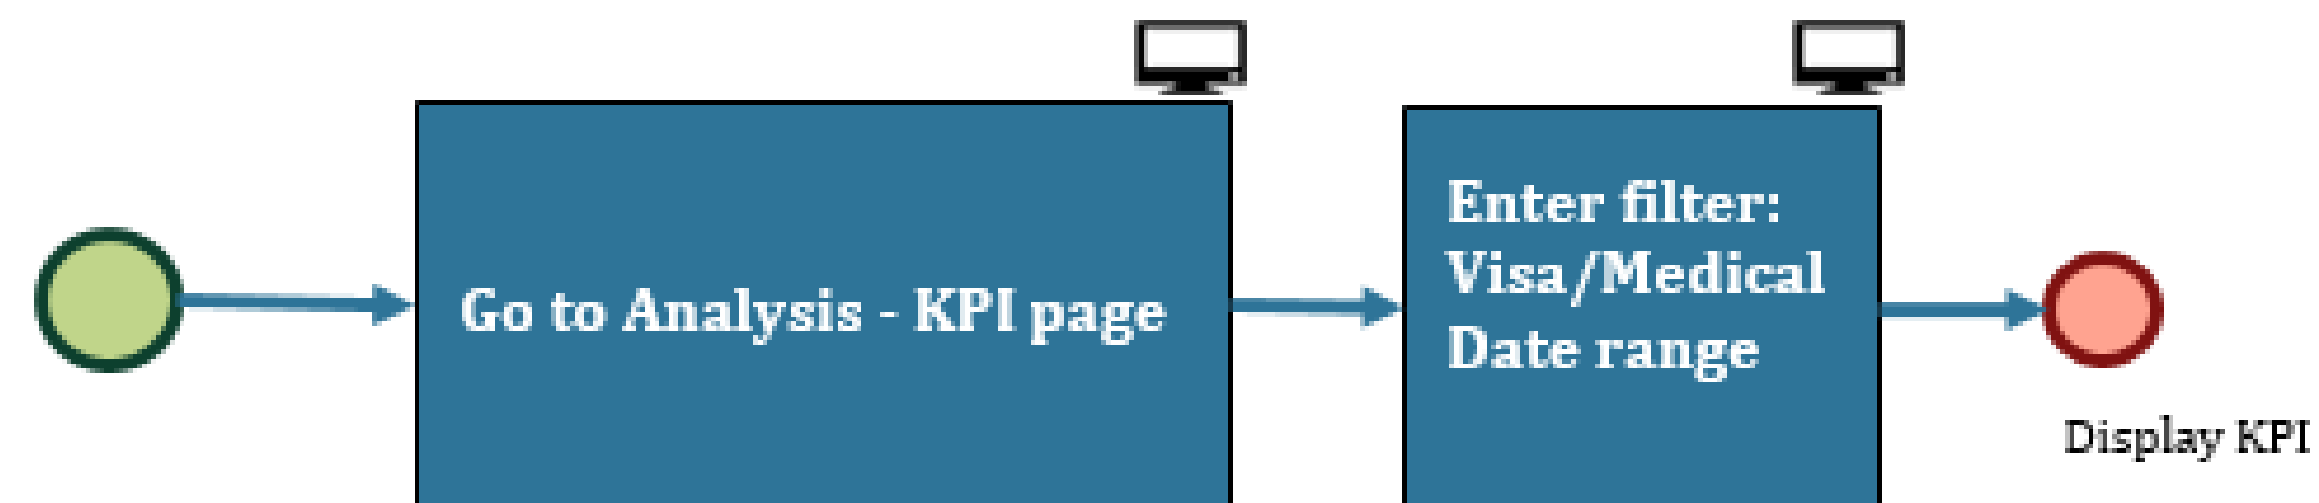 Go to Analysis - KPI page
Enter filter:
Visa/Medical
Date range
Display KPI